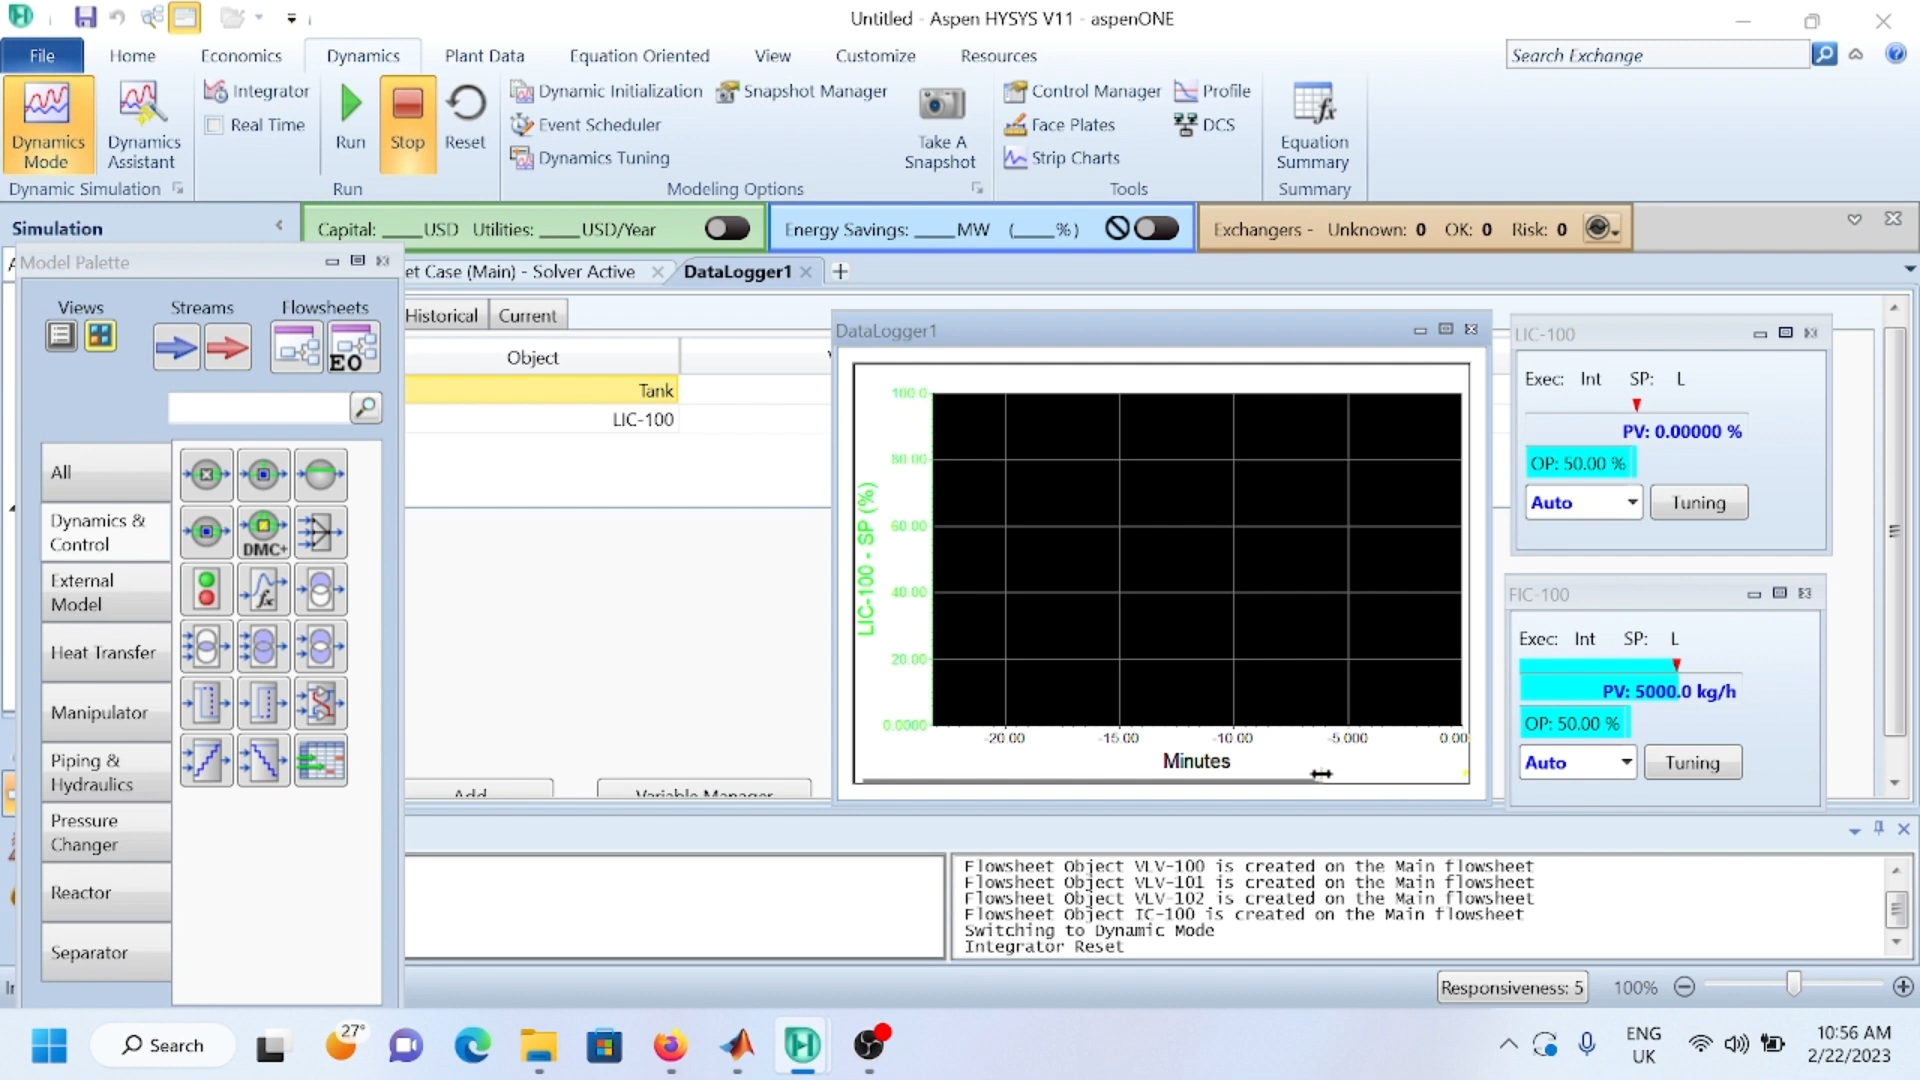 Untitled - Aspen HYSYS V11 - aspenONE
File
Home
Economics
Dynamics
Plant Data
Equation Oriented
View
Customize
Resources
Search Exchange
Dynamics Mode
Dynamics Assistant
Integrator
Real Time
Run
Stop
Reset
Dynamic Initialization
Event Scheduler
Dynamics Tuning
Snapshot Manager
Take A Snapshot
Control Manager
Face Plates
Strip Charts
Profile
DCS
Equation Summary
Dynamic Simulation
Run
Modeling Options
Tools
Summary
Simulation
Capital: ____USD Utilities: ____USD/Year
Energy Savings: ____MW (____%)
Exchangers - Unknown: 0 OK: 0 Risk: 0
Model Palette
et Case (Main) - Solver Active
DataLogger1
Views
Streams
Flowsheets
EO
All
Dynamics &
Control
External
Model
Heat Transfer
Manipulator
Piping &
Hydraulics
Pressure
Changer
Reactor
Separator
DMC+
fx
Historical
Current
Object
Tank
LIC-100
Add
Variable Manager
DataLogger1
LIC-100 - SP (%)
100.0
80.00
60.00
40.00
20.00
0.0000
-20.00
-15.00
-10.00
-5.000
0.00
Minutes
LIC-100
Exec: Int SP: L
PV: 0.00000 %
OP: 50.00 %
Auto
Tuning
FIC-100
Exec: Int SP: L
PV: 5000.0 kg/h
OP: 50.00 %
Auto
Tuning
Flowsheet Object VLV-100 is created on the Main flowsheet
Flowsheet Object VLV-101 is created on the Main flowsheet
Flowsheet Object VLV-102 is created on the Main flowsheet
Flowsheet Object IC-100 is created on the Main flowsheet
Switching to Dynamic Mode
Integrator Reset
Responsiveness: 5
100%
Search
27°
ENG
UK
10:56 AM
2/22/2023